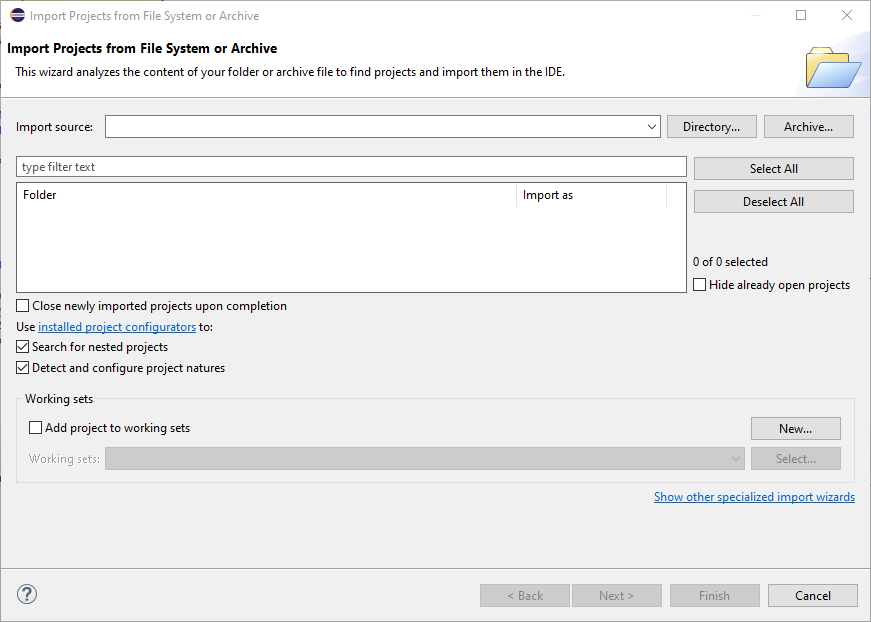 Import Projects from File System or Archive
Import Projects from File System or Archive
This wizard analyzes the content of your folder or archive file to find projects and import them in the IDE.
Import source: Directory... Archive...
type filter text Select All
Folder Import as
Deselect All
0 of 0 selected
Hide already open projects
Close newly imported projects upon completion
Use installed project configurators to:
Search for nested projects
Detect and configure project natures
Working sets
Add project to working sets New...
Working sets: Select...
Show other specialized import wizards
? < Back Next > Finish Cancel